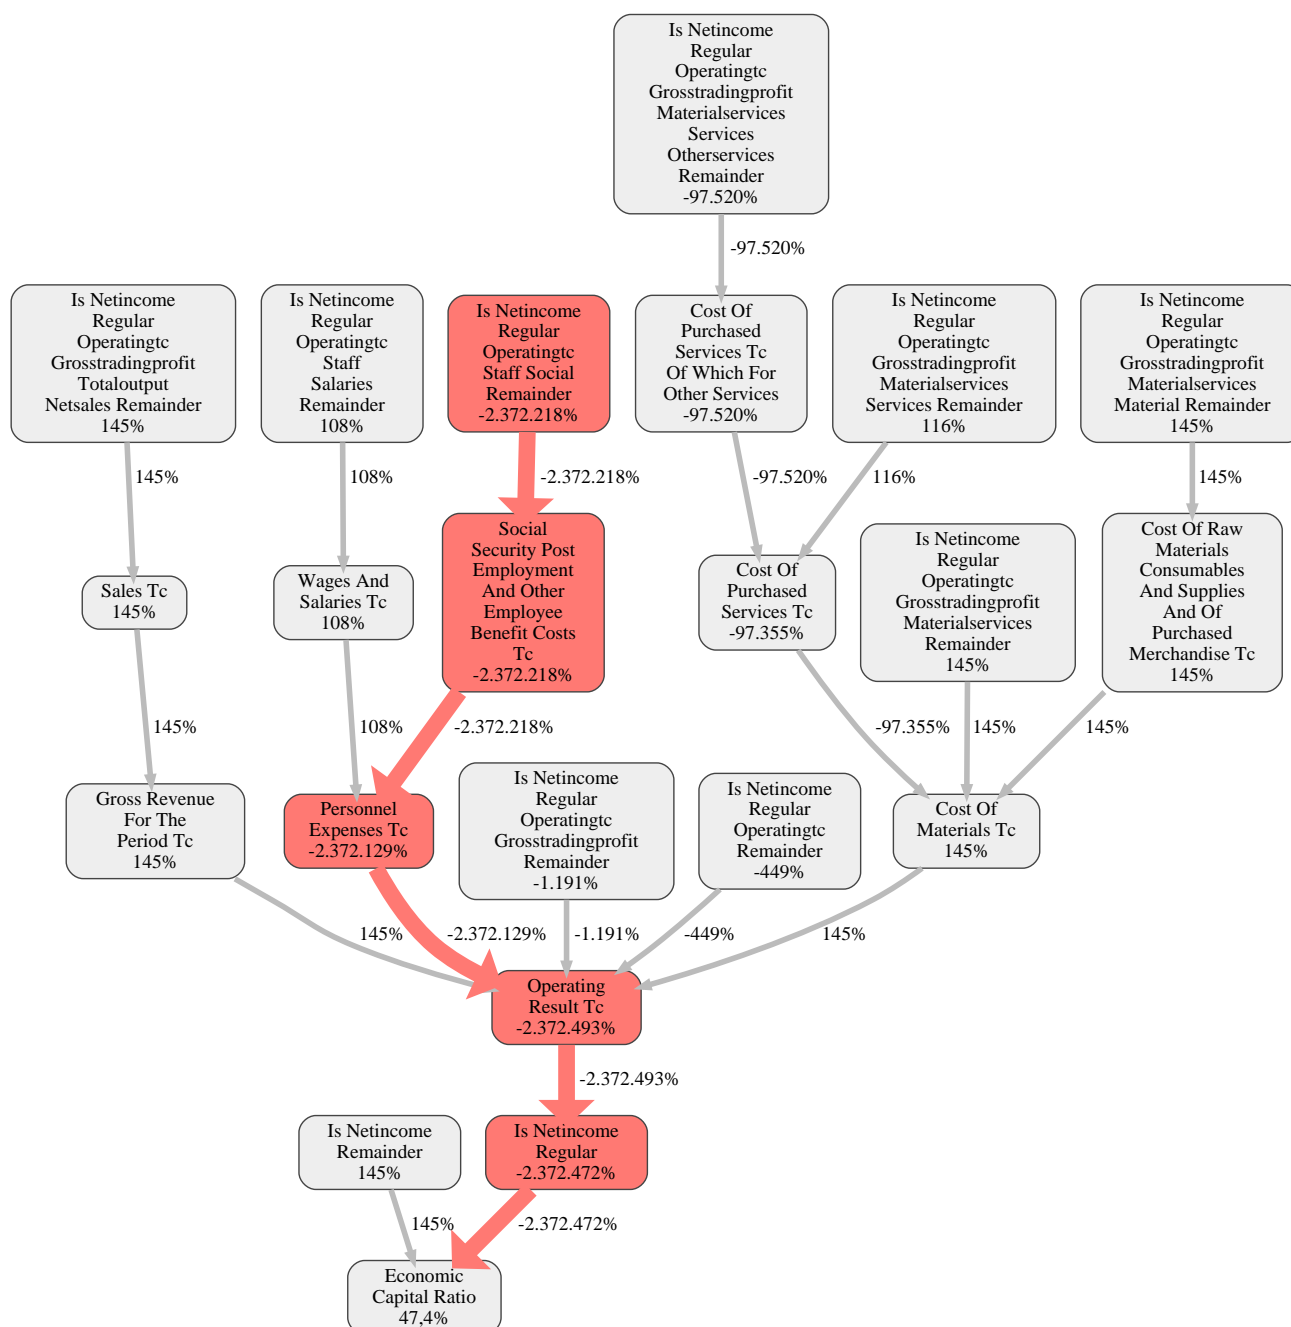 Is Netincome
Regular
Operatingtc
Grosstradingprofit
Materialservices
Services
Otherservices
Remainder
-97.520%
-97.520%
Is Netincome
Regular
Operatingtc
Grosstradingprofit
Totaloutput
Netsales Remainder
145%
Is Netincome
Regular
Operatingtc
Staff
Salaries
Remainder
108%
Is Netincome
Regular
Operatingtc
Staff Social
Remainder
-2.372.218%
Cost Of
Purchased
Services Tc
Of Which For
Other Services
-97.520%
Is Netincome
Regular
Operatingtc
Grosstradingprofit
Materialservices
Services Remainder
116%
Is Netincome
Regular
Operatingtc
Grosstradingprofit
Materialservices
Material Remainder
145%
145%
108%
-2.372.218%
-97.520%
116%
145%
Sales Tc
145%
Wages And
Salaries Tc
108%
Social
Security Post
Employment
And Other
Employee
Benefit Costs
Tc
-2.372.218%
Cost Of
Purchased
Services Tc
-97.355%
Is Netincome
Regular
Operatingtc
Grosstradingprofit
Materialservices
Remainder
145%
Cost Of Raw
Materials
Consumables
And Supplies
And Of
Purchased
Merchandise Tc
145%
145%
108%
-2.372.218%
-97.355%
145%
145%
Gross Revenue
For The
Period Tc
145%
Personnel
Expenses Tc
-2.372.129%
Is Netincome
Regular
Operatingtc
Grosstradingprofit
Remainder
-1.191%
Is Netincome
Regular
Operatingtc
Remainder
-449%
Cost Of
Materials Tc
145%
145%
-2.372.129%
-1.191%
-449%
145%
Operating
Result Tc
-2.372.493%
-2.372.493%
Is Netincome
Remainder
145%
Is Netincome
Regular
-2.372.472%
145%
-2.372.472%
Economic
Capital Ratio
47,4%